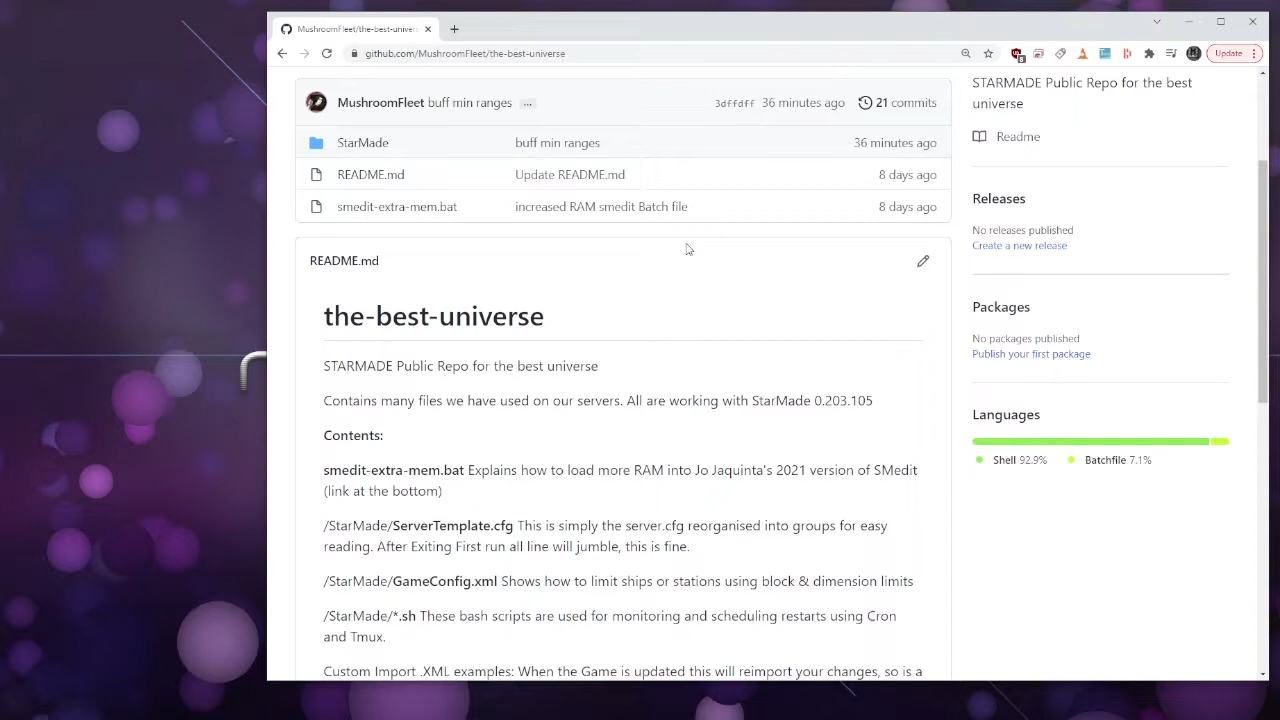 MushroomFleet/the-best-univers
github.com/MushroomFleet/the-best-universe
Update
MushroomFleet buff min ranges ...
3dffdff 36 minutes ago 21 commits
StarMade buff min ranges 36 minutes ago
README.md Update README.md 8 days ago
smedit-extra-mem.bat increased RAM smedit Batch file 8 days ago
README.md
the-best-universe
STARMADE Public Repo for the best universe
Contains many files we have used on our servers. All are working with StarMade 0.203.105
Contents:
smedit-extra-mem.bat Explains how to load more RAM into Jo Jaquinta's 2021 version of SMedit
(link at the bottom)
/StarMade/ServerTemplate.cfg This is simply the server.cfg reorganised into groups for easy
reading. After Exiting First run all line will jumble, this is fine.
/StarMade/GameConfig.xml Shows how to limit ships or stations using block & dimension limits
/StarMade/*.sh These bash scripts are used for monitoring and scheduling restarts using Cron
and Tmux.
Custom Import .XML examples: When the Game is updated this will reimport your changes, so is a
STARMADE Public Repo for the best
universe
Readme
Releases
No releases published
Create a new release
Packages
No packages published
Publish your first package
Languages
Shell 92.9% Batchfile 7.1%